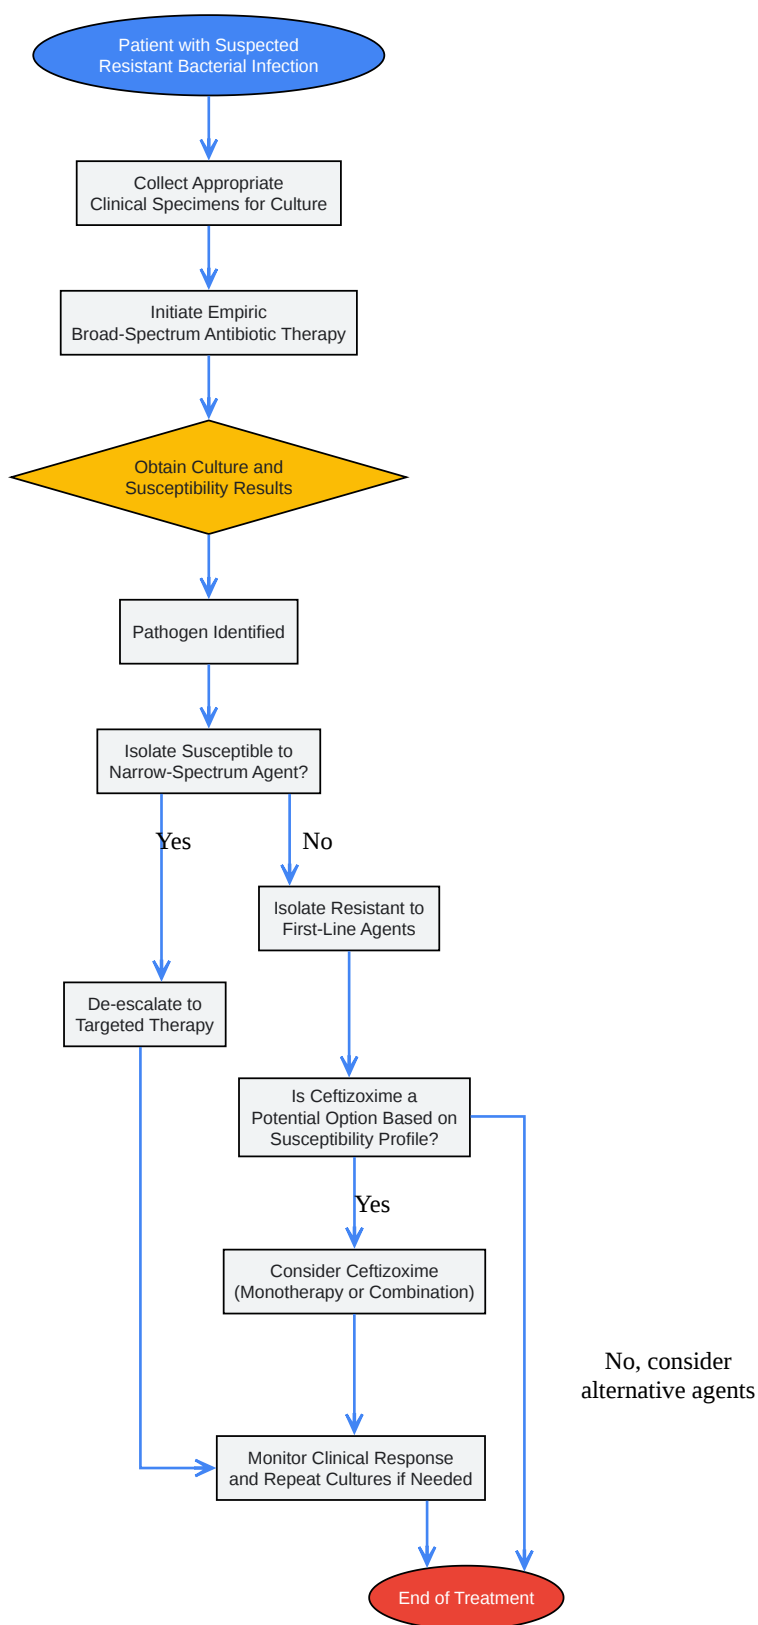 Patient with Suspected
Resistant Bacterial Infection
Collect Appropriate
Clinical Specimens for Culture
Initiate Empiric
Broad-Spectrum Antibiotic Therapy
Obtain Culture and
Susceptibility Results
Pathogen Identified
Isolate Susceptible to
Narrow-Spectrum Agent?
Yes
No
Isolate Resistant to
First-Line Agents
De-escalate to
Targeted Therapy
Is Ceftizoxime a
Potential Option Based on
Susceptibility Profile?
Yes
Consider Ceftizoxime
(Monotherapy or Combination)
No, consider
alternative agents
Monitor Clinical Response
and Repeat Cultures if Needed
End of Treatment